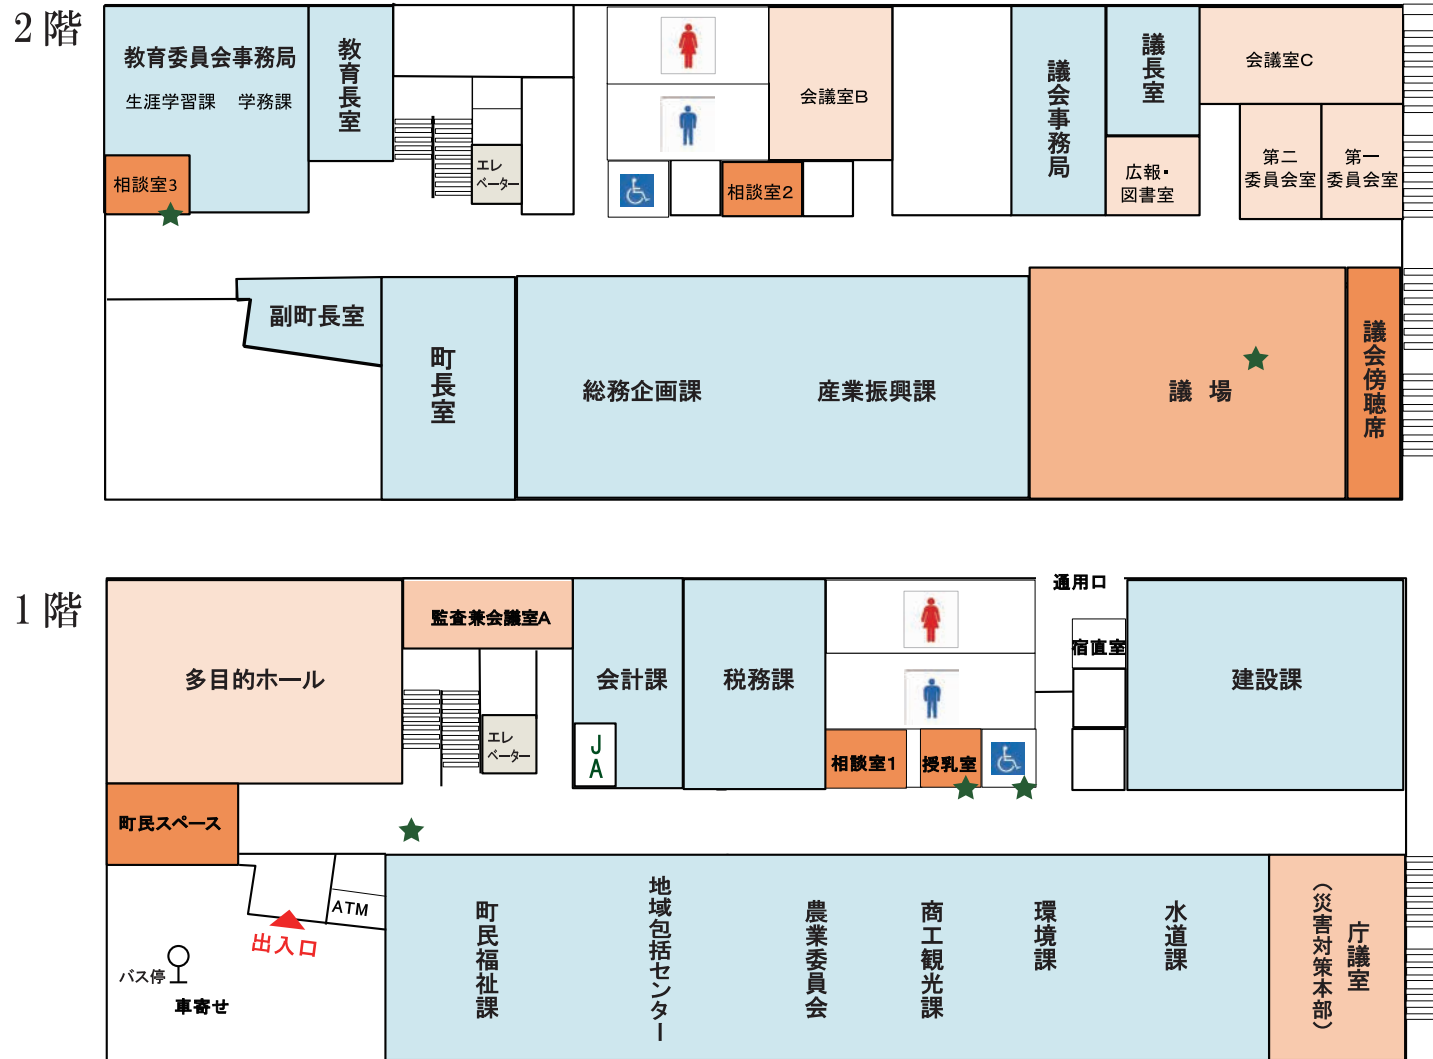 2階
教育委員会事務局
生涯学習課 学務課
教育長室
相談室3
エレ
ベーター
会議室B
相談室2
議会事務局
議長室
広報・
図書室
会議室C
第二
委員会室
第一
委員会室
副町長室
町長室
総務企画課
産業振興課
議 場
議会傍聴席
1階
多目的ホール
監査兼会議室A
会計課
税務課
通用口
宿直室
建設課
エレ
ベーター
JA
相談室1
授乳室
町民スペース
ATM
出入口
バス停
車寄せ
町民福祉課
地域包括センター
農業委員会
商工観光課
環境課
水道課
庁議室
（災害対策本部）